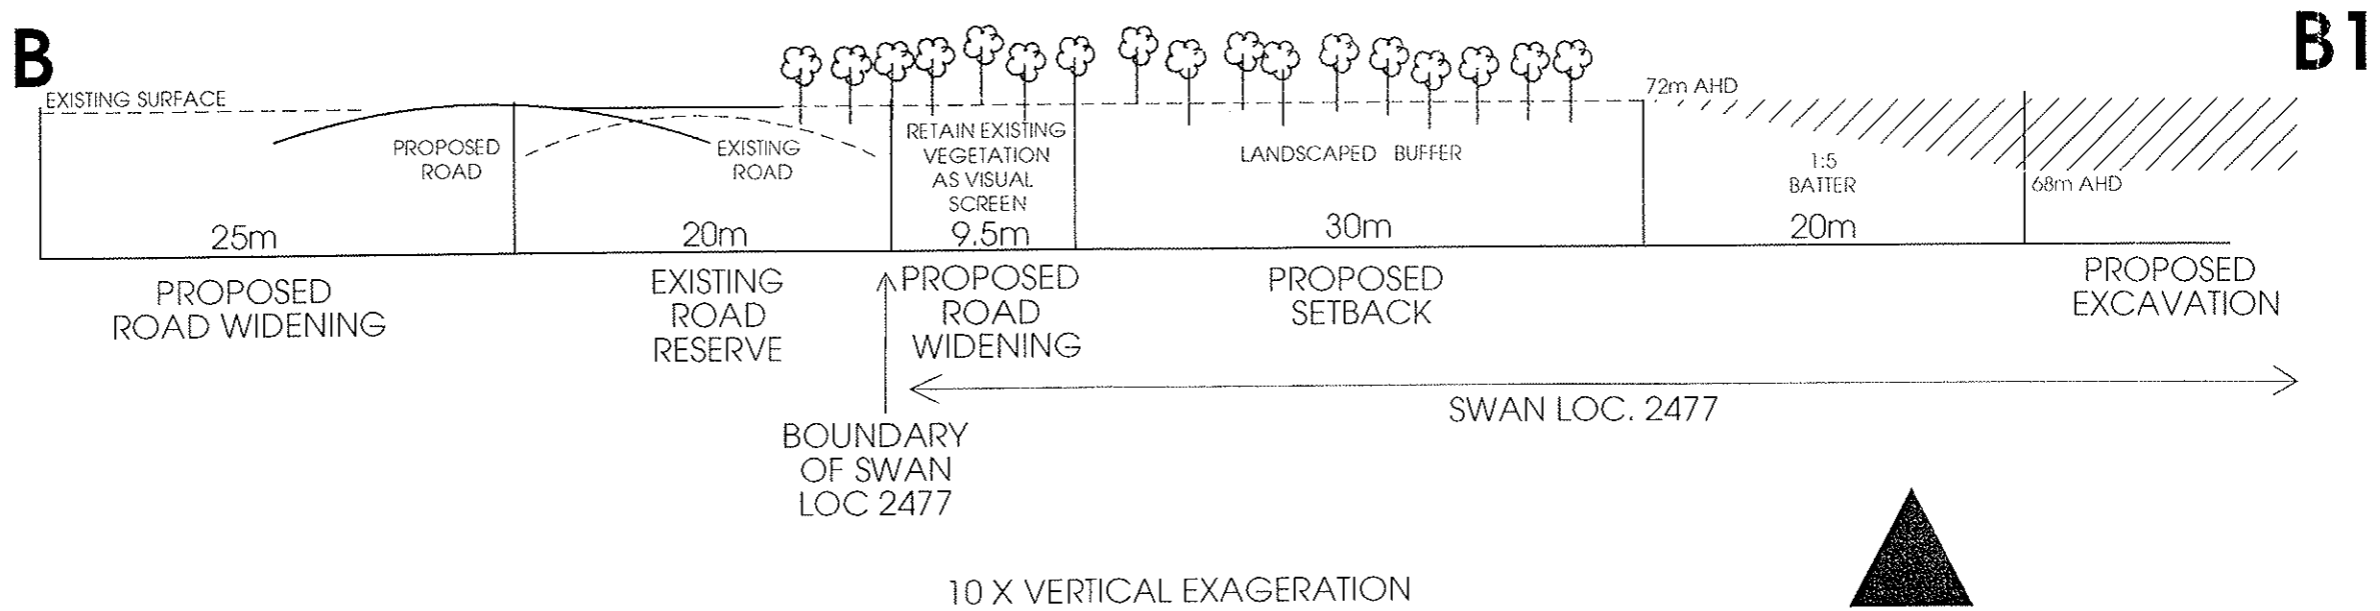 B
B1
EXISTING SURFACE
72m AHD
PROPOSED
ROAD
EXISTING
ROAD
RETAIN EXISTING
VEGETATION
AS VISUAL
SCREEN
LANDSCAPED BUFFER
1:5
BATTER
68m AHD
25m
20m
9.5m
30m
20m
PROPOSED
ROAD WIDENING
EXISTING
ROAD
RESERVE
PROPOSED
ROAD
WIDENING
PROPOSED
SETBACK
PROPOSED
EXCAVATION
SWAN LOC. 2477
BOUNDARY
OF SWAN
LOC 2477
10 X VERTICAL EXAGERATION